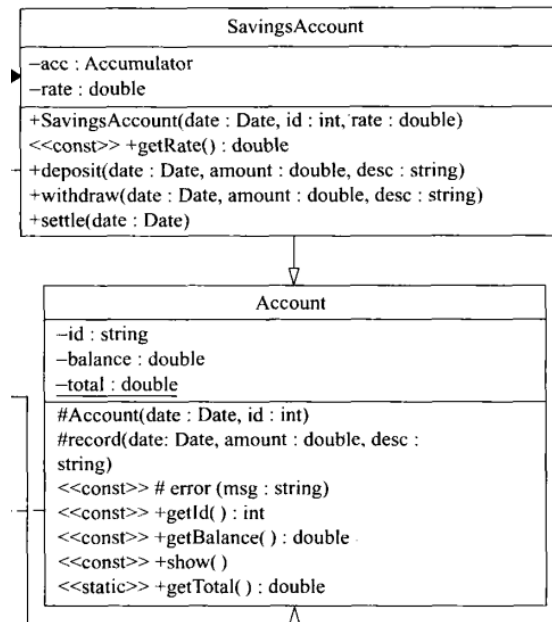 SavingsAccount
−acc : Accumulator
−rate : double
+SavingsAccount(date : Date, id : int, rate : double)
<<const>> +getRate() : double
+deposit(date : Date, amount : double, desc : string)
+withdraw(date : Date, amount : double, desc : string)
+settle(date : Date)
Account
−id : string
−balance : double
−total : double
#Account(date : Date, id : int)
#record(date: Date, amount : double, desc :
string)
<<const>> # error (msg : string)
<<const>> +getId( ) : int
<<const>> +getBalance( ) : double
<<const>> +show( )
<<static>> +getTotal( ) : double